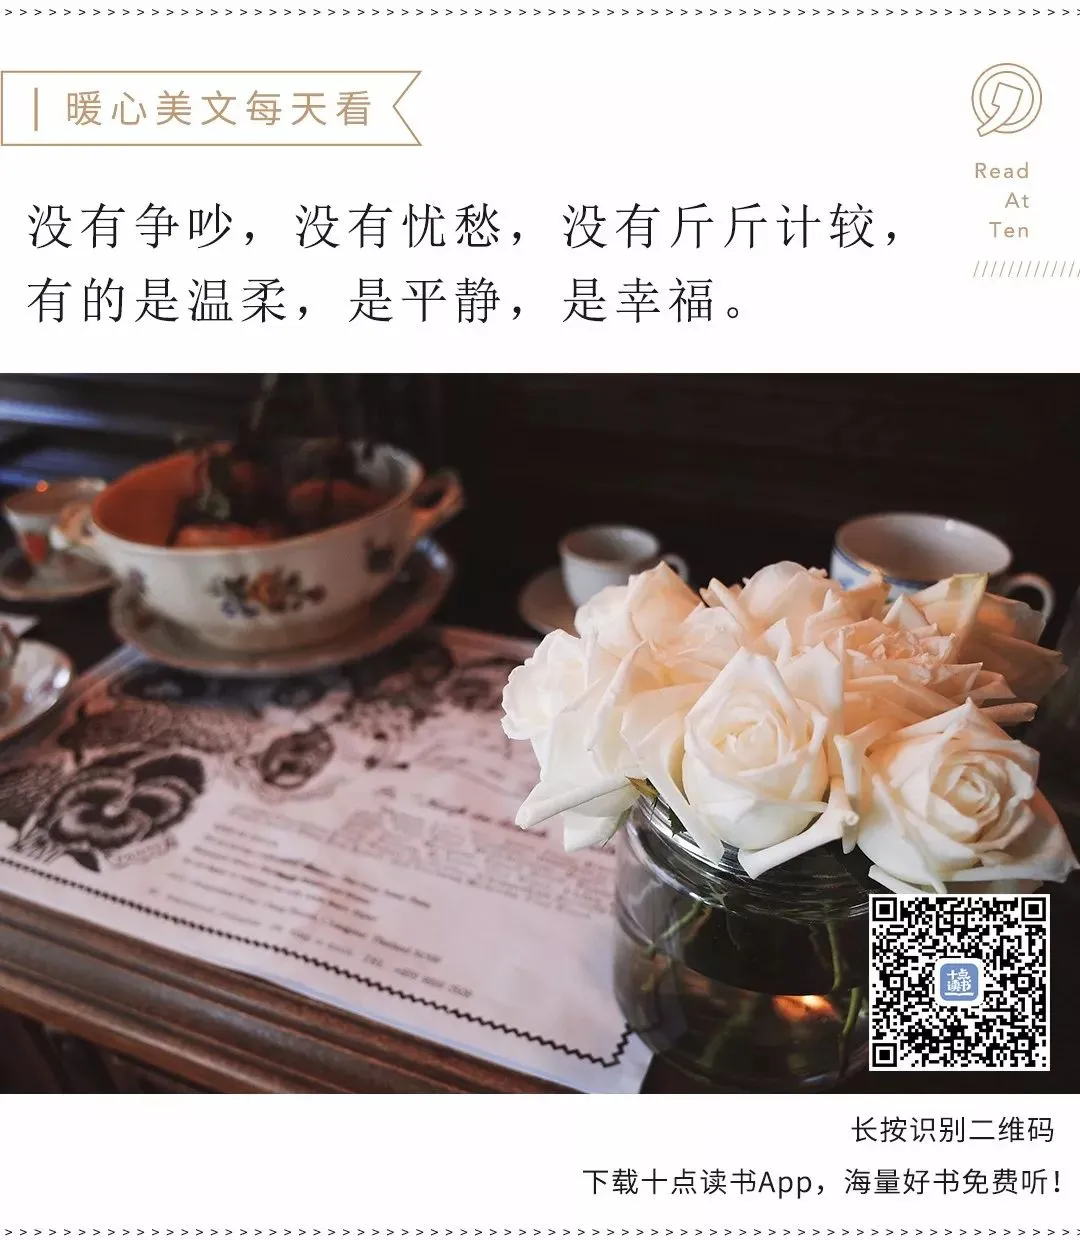 暖心美文每天看
Read
At
Ten
没有争吵，没有忧愁，没有斤斤计较，
有的是温柔，是平静，是幸福。
十点
读书
长按识别二维码
下载十点读书App，海量好书免费听！